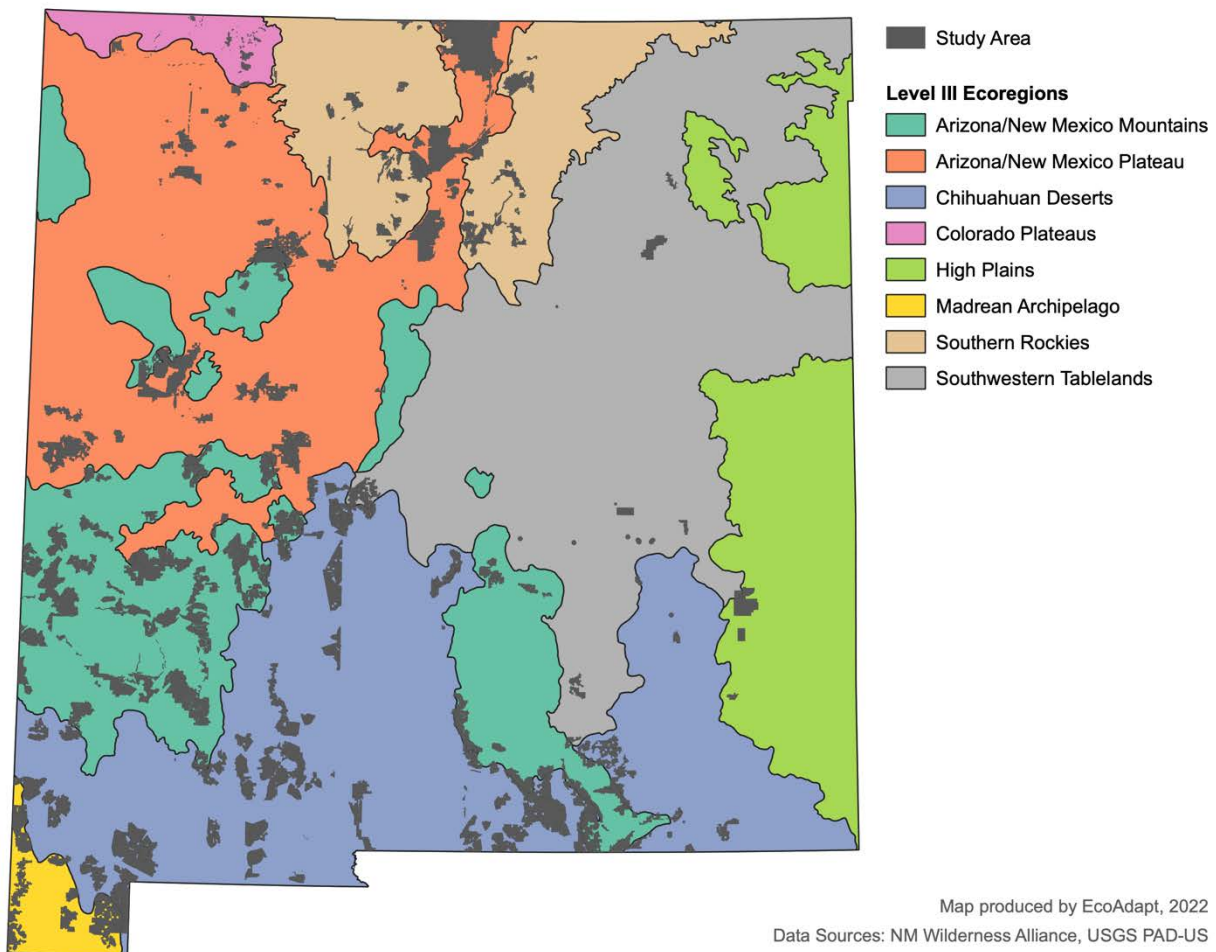 Study Area
Level III Ecoregions
Arizona/New Mexico Mountains
Arizona/New Mexico Plateau
Chihuahuan Deserts
Colorado Plateaus
High Plains
Madrean Archipelago
Southern Rockies
Southwestern Tablelands
Map produced by EcoAdapt, 2022
Data Sources: NM Wilderness Alliance, USGS PAD-US